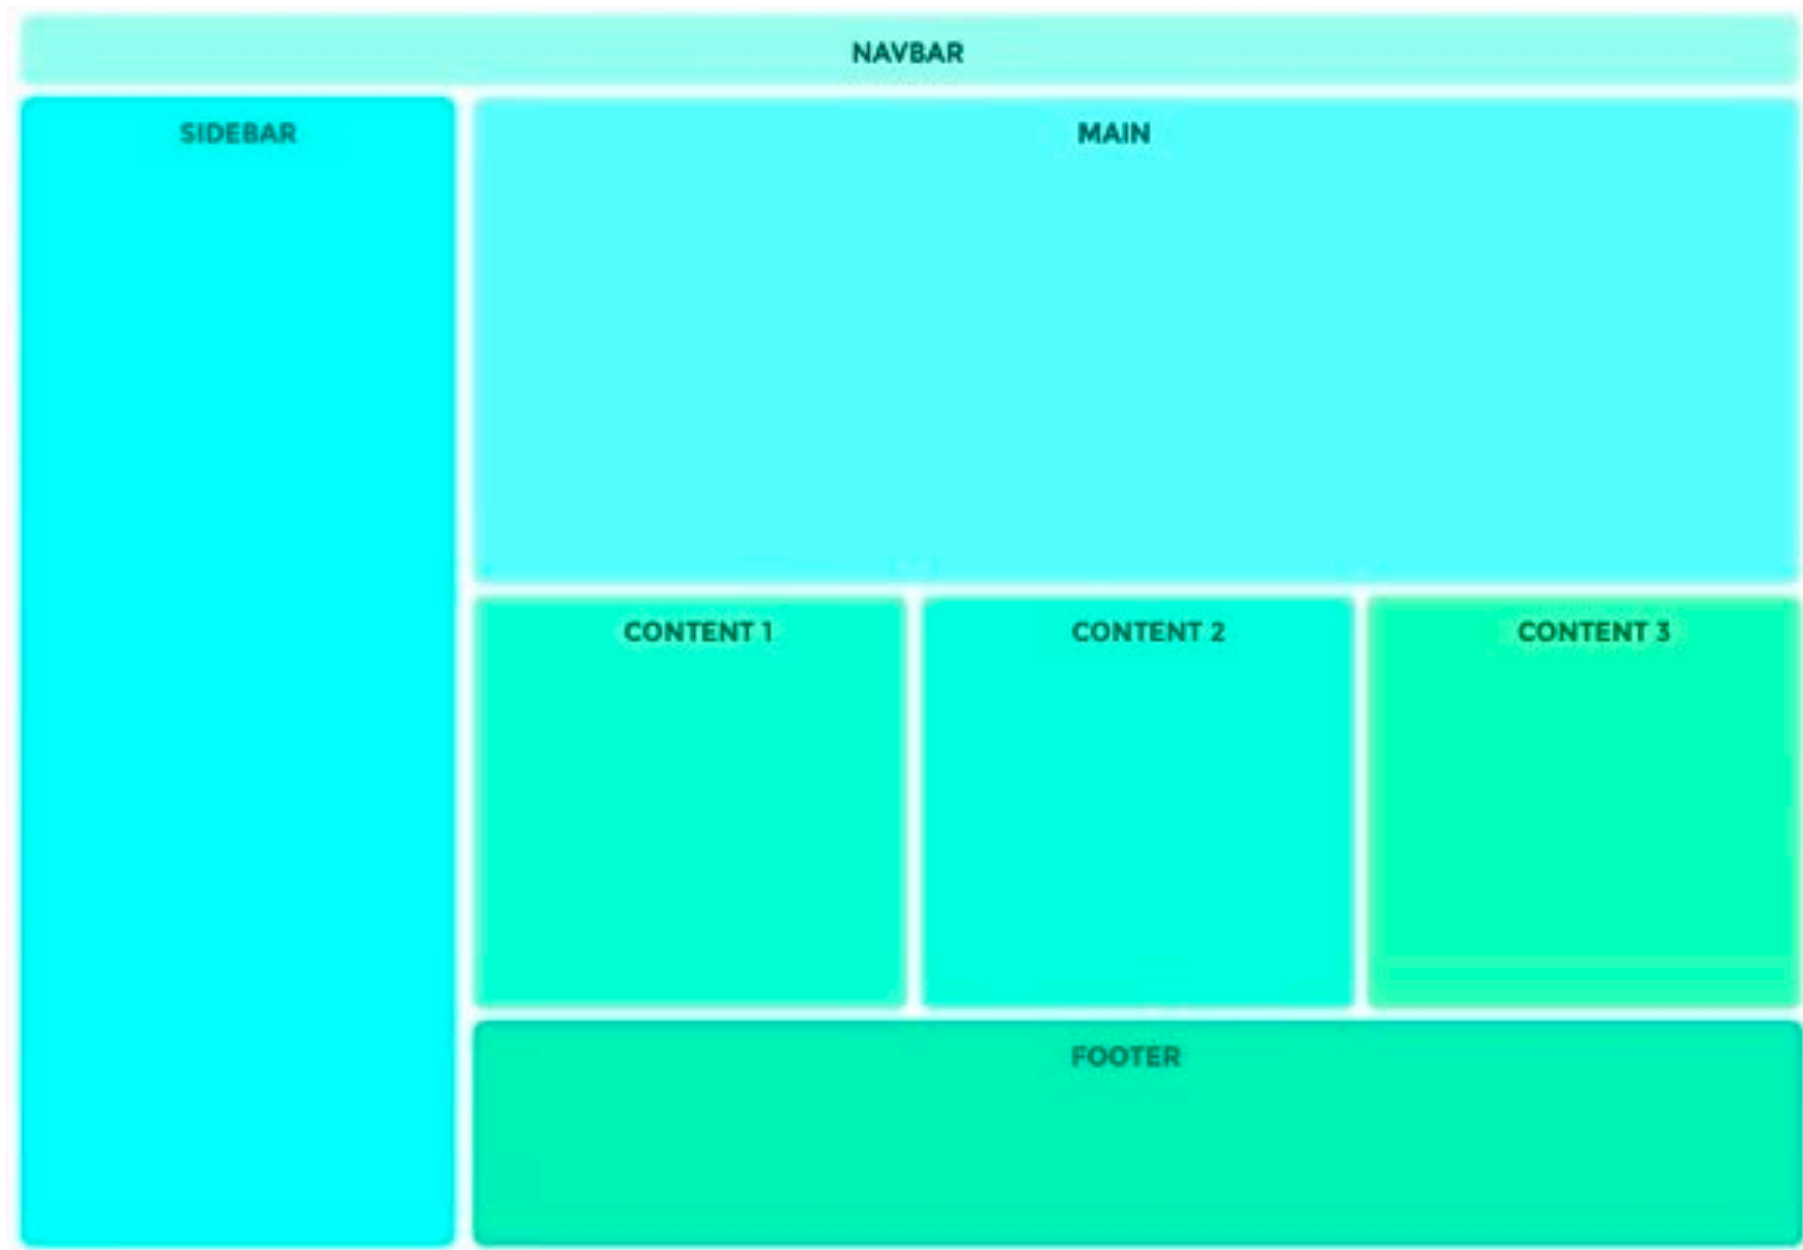 NAVBAR
SIDEBAR
MAIN
CONTENT 1
CONTENT 2
CONTENT 3
FOOTER